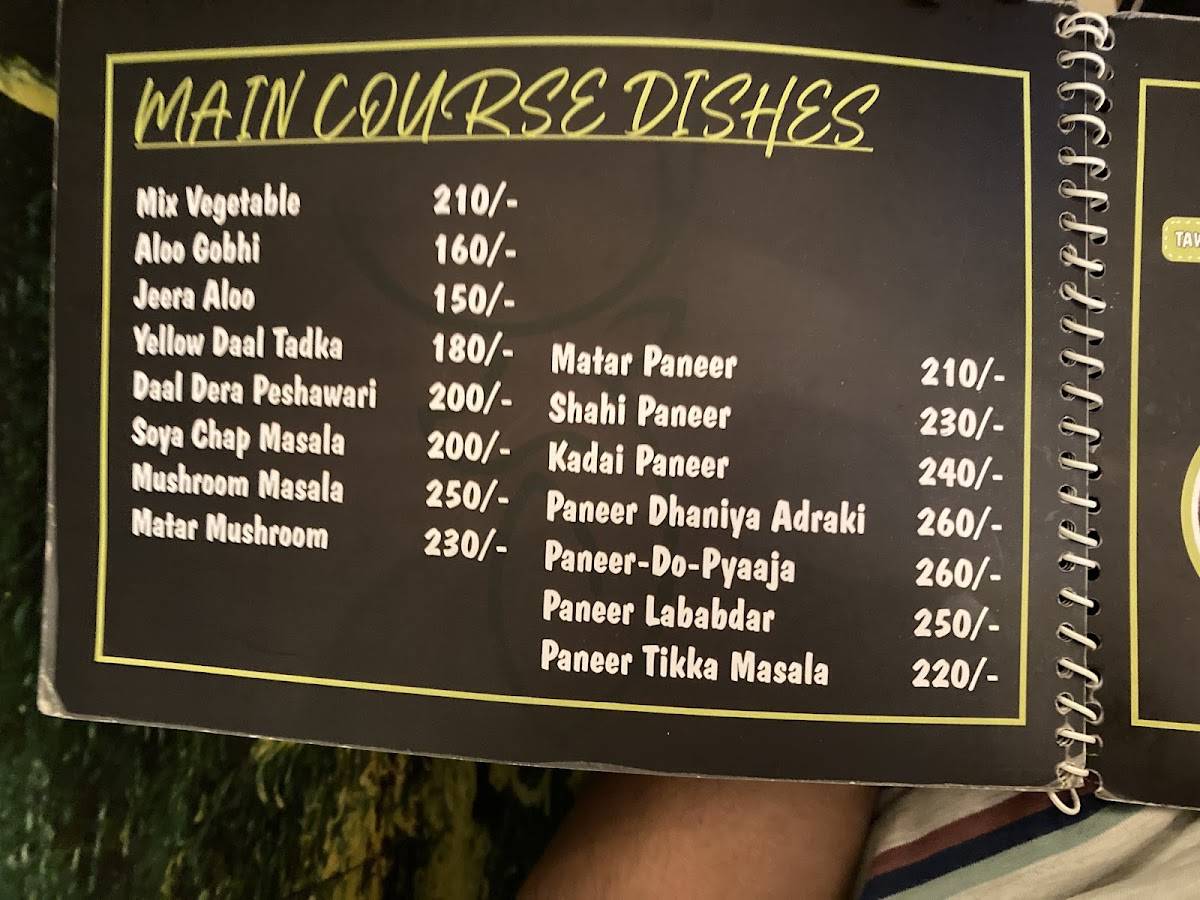 MAIN COURSE DISHES
Mix Vegetable 210/-
Aloo Gobhi 160/-
Jeera Aloo 150/-
Yellow Daal Tadka 180/-
Daal Dera Peshawari 200/-
Soya Chap Masala 200/-
Mushroom Masala 250/-
Matar Mushroom 230/-
Matar Paneer 210/-
Shahi Paneer 230/-
Kadai Paneer 240/-
Paneer Dhaniya Adraki 260/-
Paneer-Do-Pyaaja 260/-
Paneer Lababdar 250/-
Paneer Tikka Masala 220/-